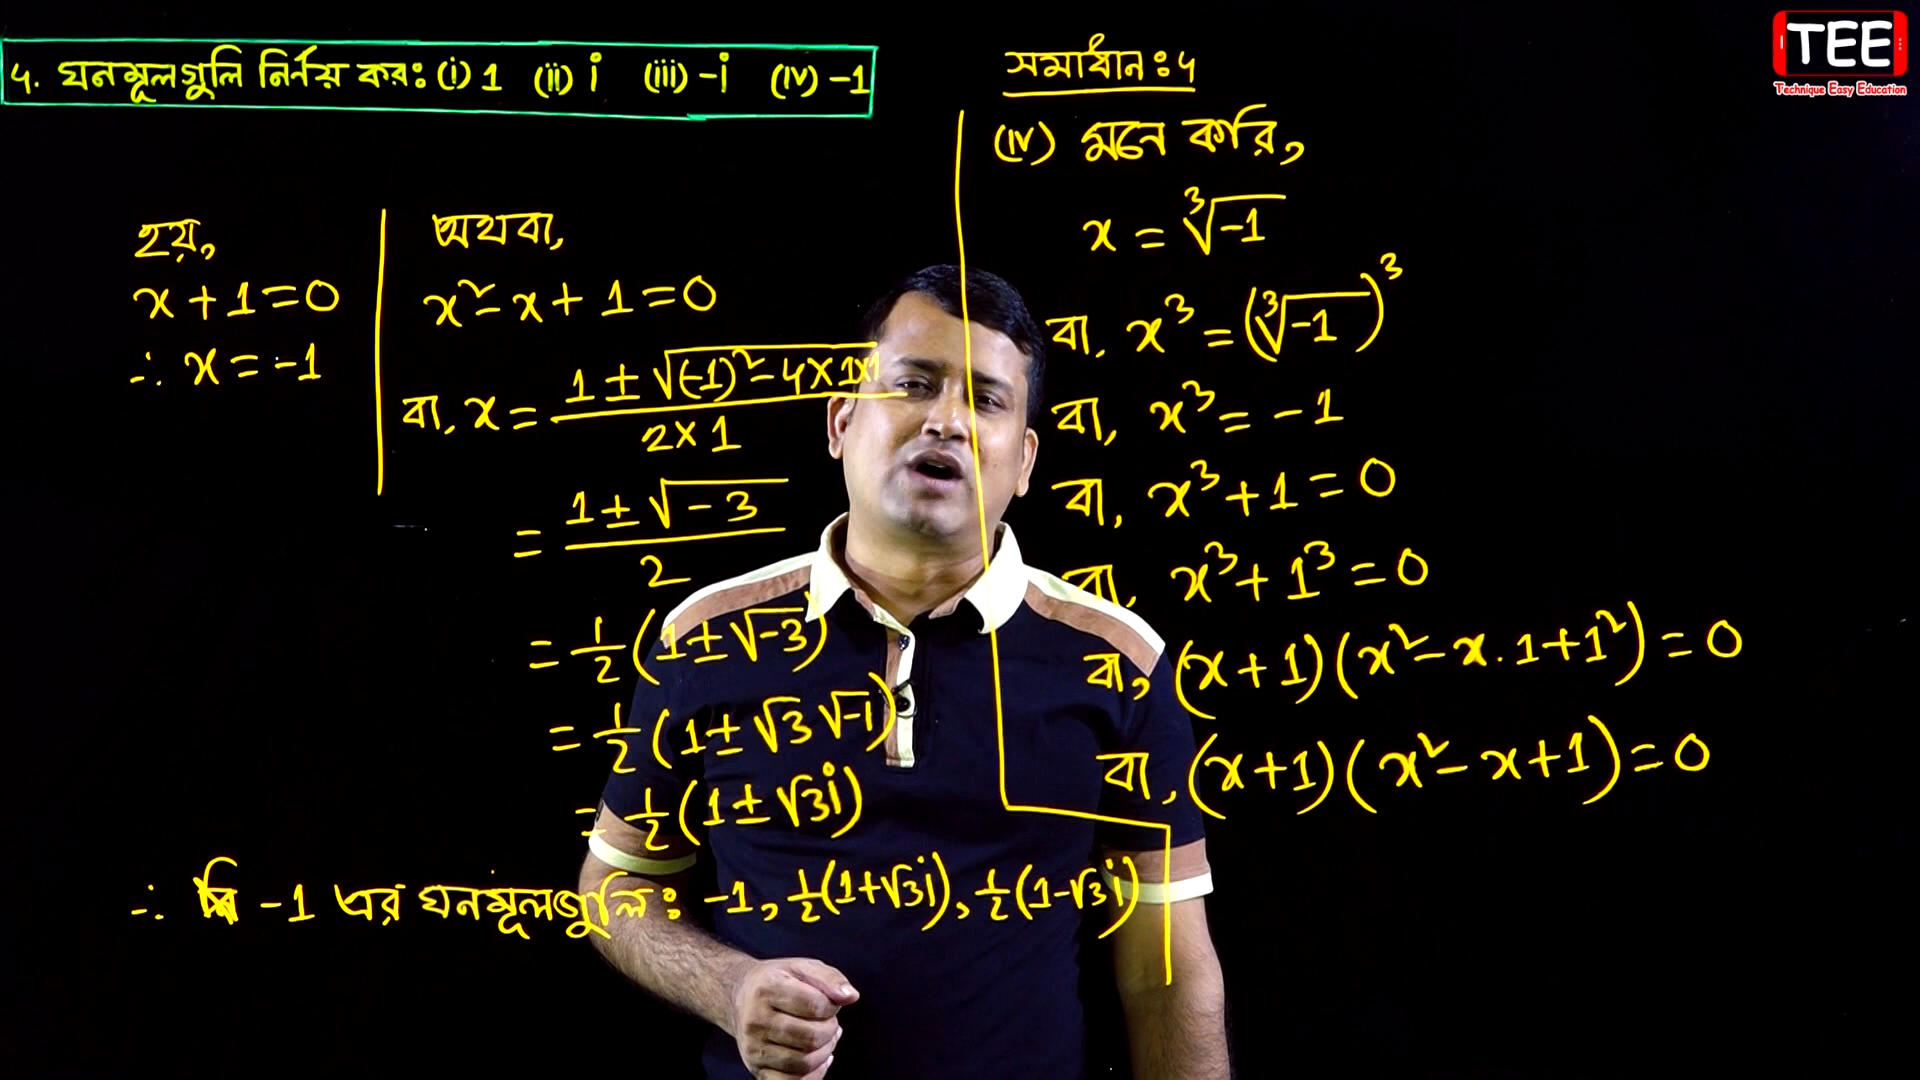 ৭. ঘনমূলগুলি নির্ণয় করঃ (i) 1 (ii) i (iii) -i (iv) -1
TEE
Technique Easy Education
সমাধানঃ ৭
(iv) মনে করি,
x = ∛-1
বা, x³ = (∛-1)³
বা, x³ = -1
বা, x³ + 1 = 0
বা, x³ + 1³ = 0
বা, (x + 1)(x² - x . 1 + 1²) = 0
বা, (x + 1)(x² - x + 1) = 0
হয়,
x + 1 = 0
∴ x = -1
অথবা,
x² - x + 1 = 0
বা, x = (1 ± √(-1)² - 4 × 1 × 1) / (2 × 1)
= (1 ± √-3) / 2
= 1/2 (1 ± √-3)
= 1/2 (1 ± √3 √-1)
= 1/2 (1 ± √3i)
∴ -1 এর ঘনমূলগুলিঃ -1, 1/2 (1 + √3i), 1/2 (1 - √3i)